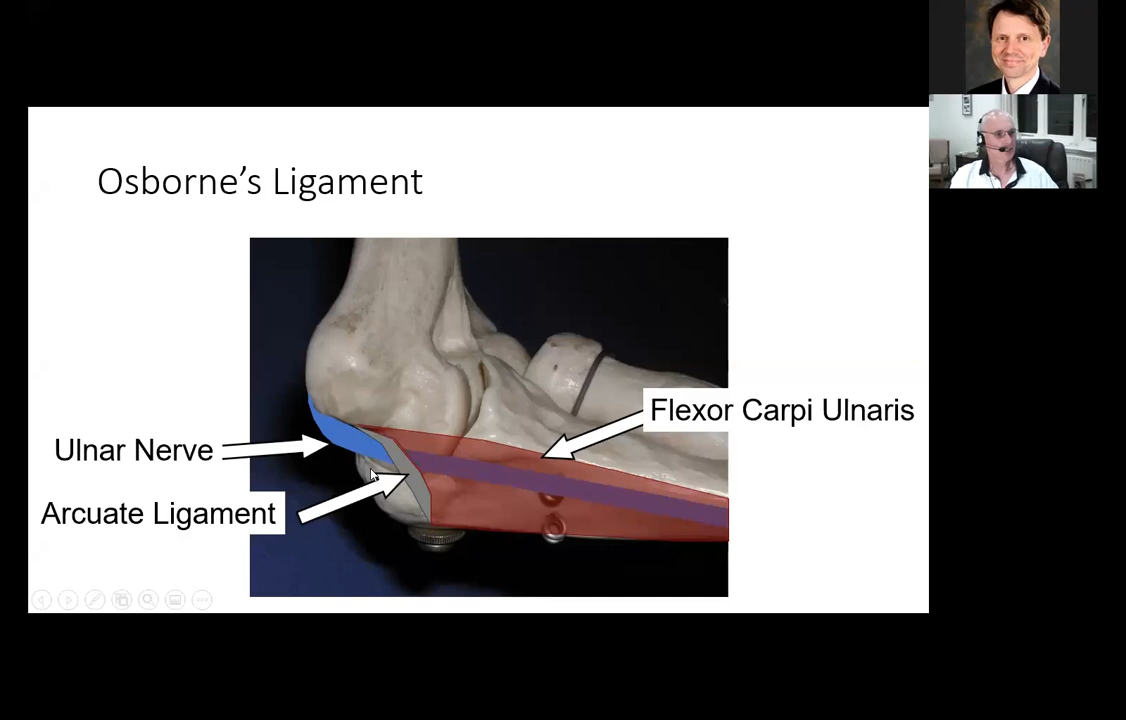 Osborne’s Ligament
Flexor Carpi Ulnaris
Ulnar Nerve
Arcuate Ligament